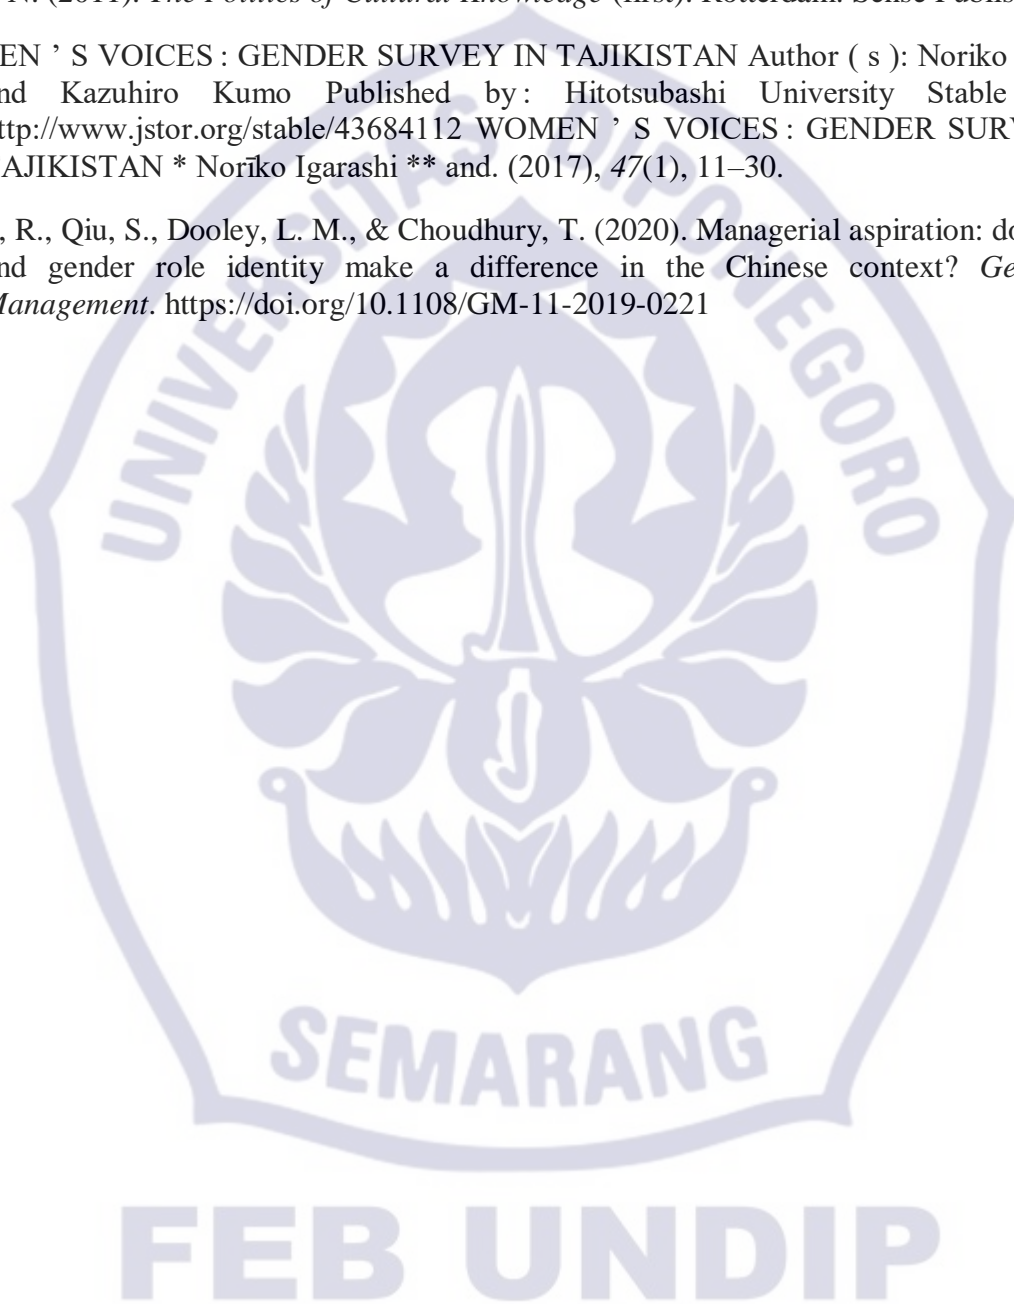 N. (2011). The Politics of Cultural Knowledge (first). Rotterdam: Sense Publis
EN ’ S VOICES : GENDER SURVEY IN TAJIKISTAN Author ( s ): Noriko
nd Kazuhiro Kumo Published by : Hitotsubashi University Stable
ttp://www.jstor.org/stable/43684112 WOMEN ’ S VOICES : GENDER SURV
AJIKISTAN * Norīko Igarashi ** and. (2017), 47(1), 11–30.
, R., Qiu, S., Dooley, L. M., & Choudhury, T. (2020). Managerial aspiration: do
nd gender role identity make a difference in the Chinese context? Ge
Management. https://doi.org/10.1108/GM-11-2019-0221
UNIVERSITAS DIPONEGORO
SEMARANG
FEB UNDIP